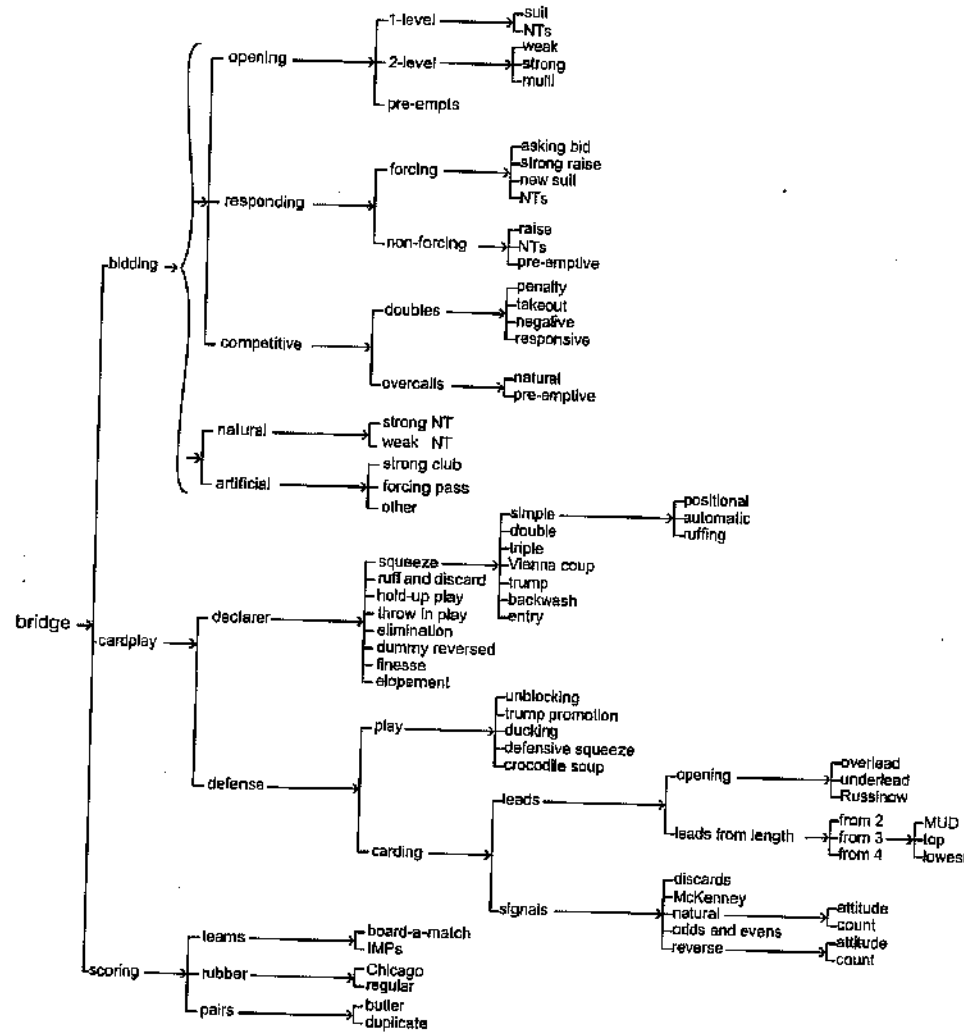 bridge
bidding
opening
1-level
suit
NTs
2-level
weak
strong
multi
pre-empts
responding
forcing
asking bid
strong raise
new suit
NTs
non-forcing
raise
NTs
pre-emptive
competitive
doubles
penalty
takeout
negative
responsive
overcalls
natural
pre-emptive
natural
strong NT
weak NT
artificial
strong club
forcing pass
other
cardplay
declarer
squeeze
simple
positional
automatic
ruffing
double
triple
Vienna coup
trump
backwash
entry
ruff and discard
hold-up play
throw in play
elimination
dummy reversed
finesse
elopement
defense
play
unblocking
trump promotion
ducking
defensive squeeze
crocodile soup
carding
leads
opening
overlead
underlead
Russinow
leads from length
from 2
from 3
MUD
top
lowest
from 4
signals
discards
McKenney
natural
attitude
count
odds and evens
reverse
attitude
count
scoring
teams
board-a-match
IMPs
rubber
Chicago
regular
pairs
butler
duplicate